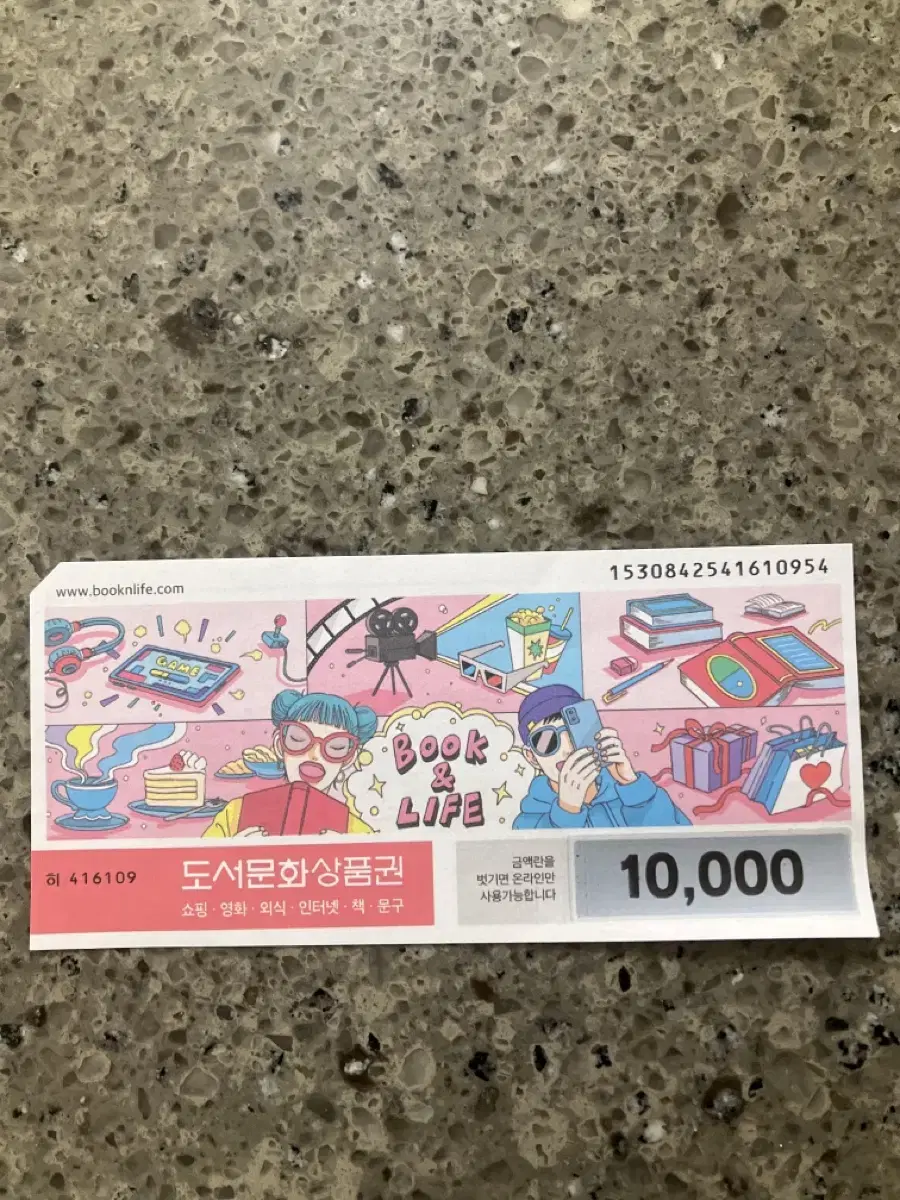 www.booknlife.com
1530842541610954
GAME
BOOK
&
LIFE
히 416109
도서문화상품권
쇼핑 · 영화 · 외식 · 인터넷 · 책 · 문구
금액란을
벗기면 온라인만
사용가능합니다
10,000